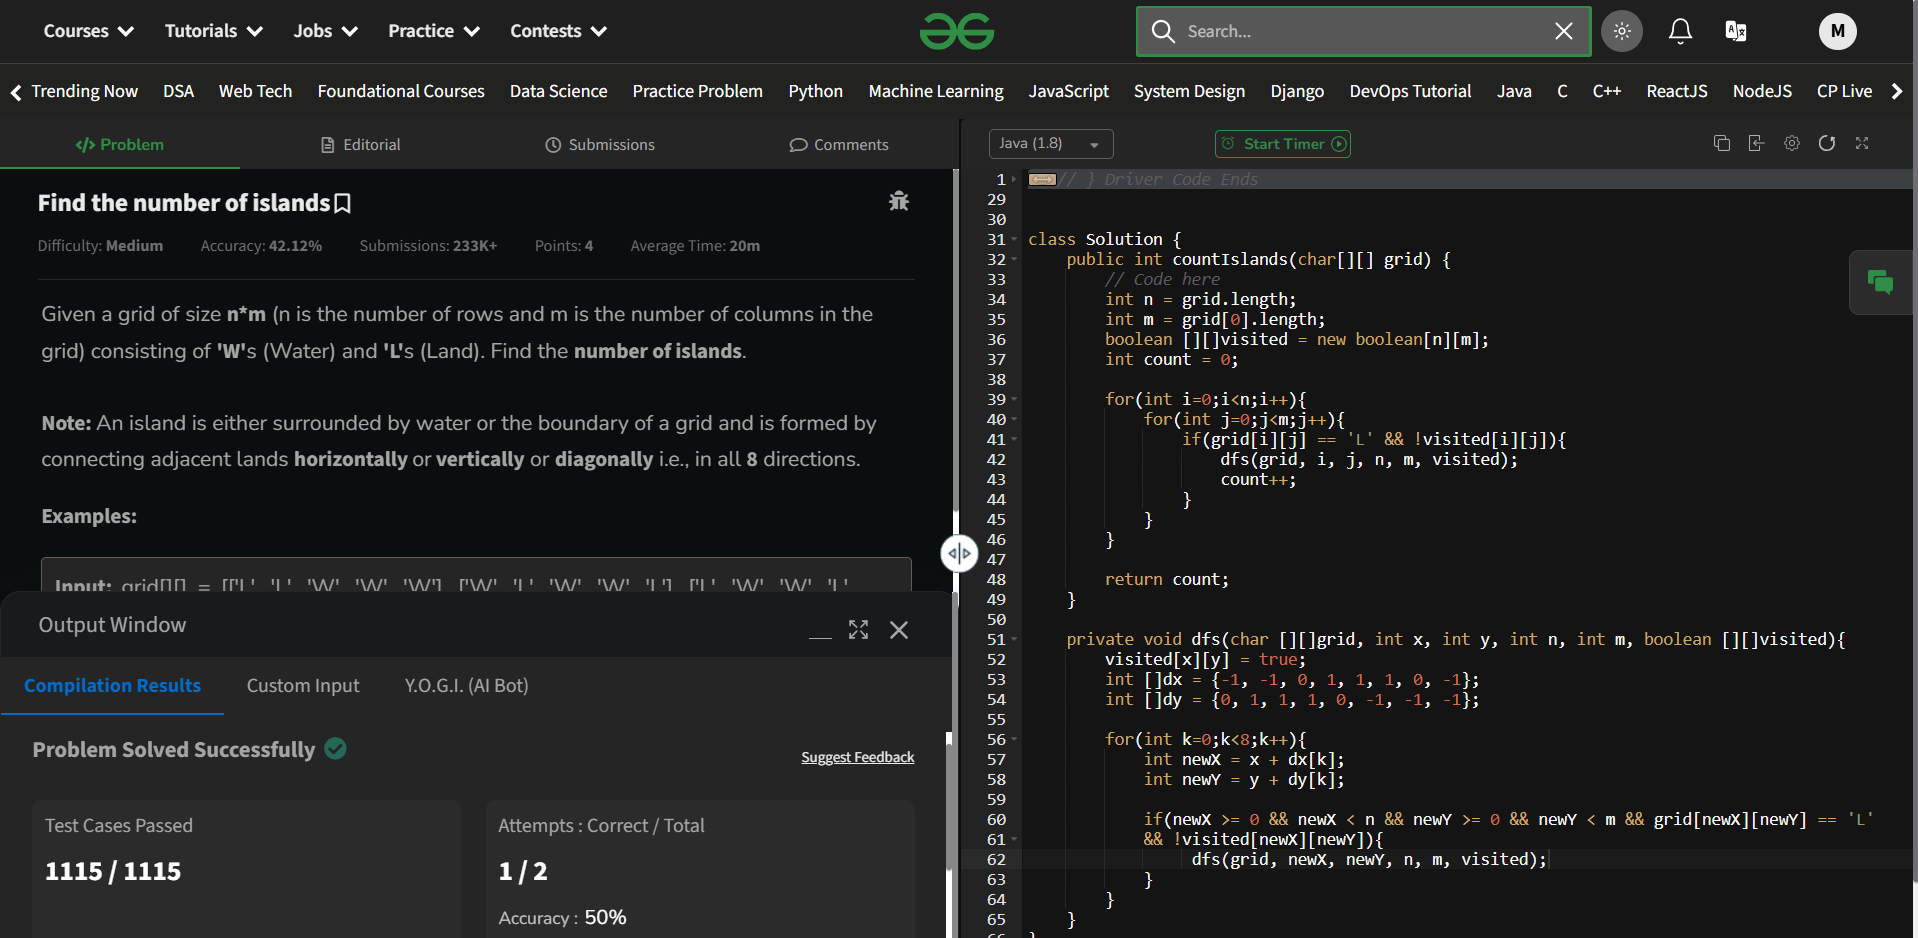 Courses Tutorials Jobs Practice Contests Search... M
Trending Now DSA Web Tech Foundational Courses Data Science Practice Problem Python Machine Learning JavaScript System Design Django DevOps Tutorial Java C C++ ReactJS NodeJS CP Live
Problem Editorial Submissions Comments
Find the number of islands
Difficulty: Medium Accuracy: 42.12% Submissions: 233K+ Points: 4 Average Time: 20m
Given a grid of size n*m (n is the number of rows and m is the number of columns in the
grid) consisting of 'W's (Water) and 'L's (Land). Find the number of islands.
Note: An island is either surrounded by water or the boundary of a grid and is formed by
connecting adjacent lands horizontally or vertically or diagonally i.e., in all 8 directions.
Examples:
Input: grid[][] = [['L', 'L', 'W', 'W', 'W'], ['W', 'L', 'W', 'W', 'L'], ['L', 'W', 'W', 'L',
Output Window
Compilation Results Custom Input Y.O.G.I. (AI Bot)
Problem Solved Successfully
Suggest Feedback
Test Cases Passed
1115 / 1115
Attempts : Correct / Total
1 / 2
Accuracy : 50%
Java (1.8) Start Timer
1 // } Driver Code Ends
29
30
31 class Solution {
32 public int countIslands(char[][] grid) {
33 // Code here
34 int n = grid.length;
35 int m = grid[0].length;
36 boolean [][]visited = new boolean[n][m];
37 int count = 0;
38
39 for(int i=0;i<n;i++){
40 for(int j=0;j<m;j++){
41 if(grid[i][j] == 'L' && !visited[i][j]){
42 dfs(grid, i, j, n, m, visited);
43 count++;
44 }
45 }
46 }
47
48 return count;
49 }
50
51 private void dfs(char [][]grid, int x, int y, int n, int m, boolean [][]visited){
52 visited[x][y] = true;
53 int []dx = {-1, -1, 0, 1, 1, 1, 0, -1};
54 int []dy = {0, 1, 1, 1, 0, -1, -1, -1};
55
56 for(int k=0;k<8;k++){
57 int newX = x + dx[k];
58 int newY = y + dy[k];
59
60 if(newX >= 0 && newX < n && newY >= 0 && newY < m && grid[newX][newY] == 'L'
61 && !visited[newX][newY]){
62 dfs(grid, newX, newY, n, m, visited);
63 }
64 }
65 }
66 }